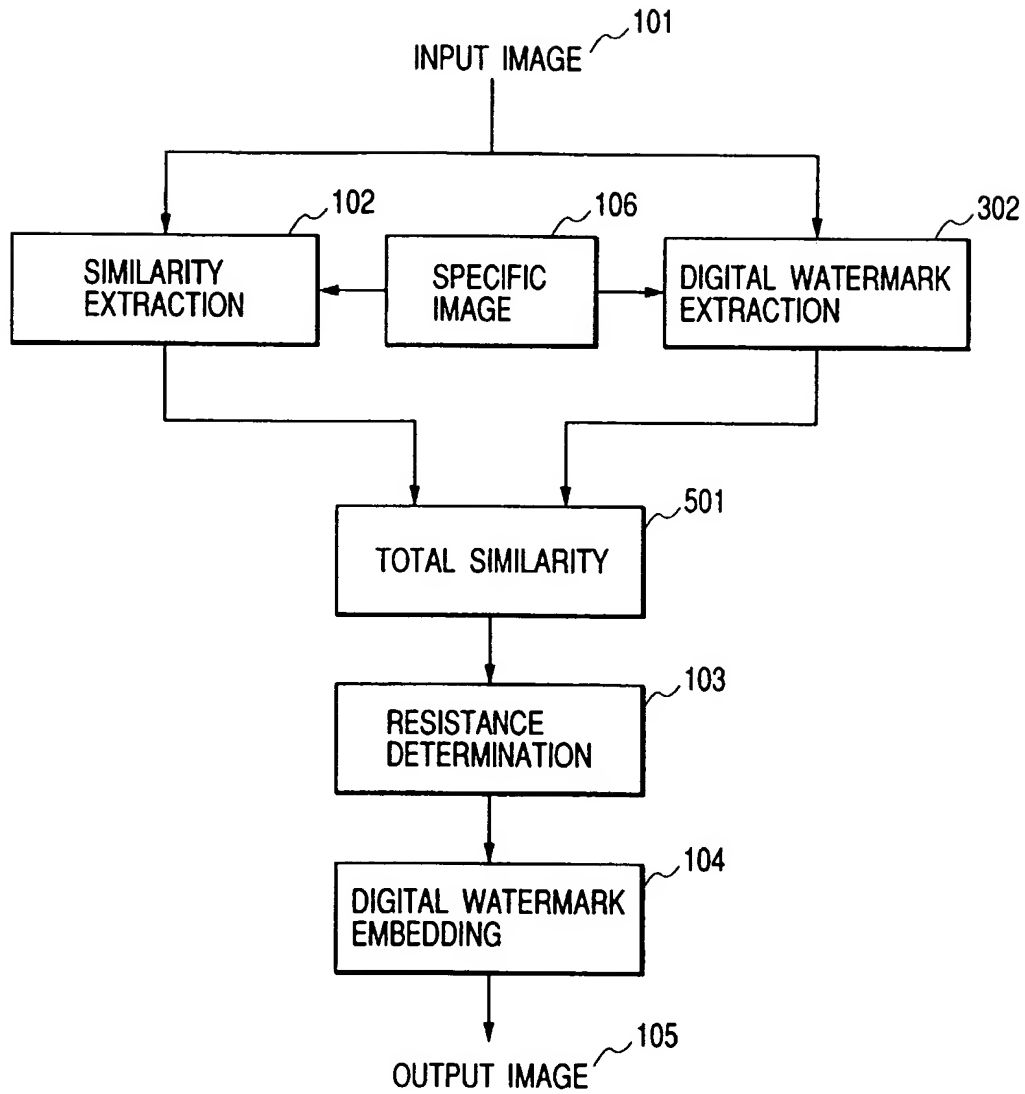 101
INPUT IMAGE
102
106
302
SIMILARITY
EXTRACTION
SPECIFIC
IMAGE
DIGITAL WATERMARK
EXTRACTION
501
TOTAL SIMILARITY
103
RESISTANCE
DETERMINATION
104
DIGITAL WATERMARK
EMBEDDING
105
OUTPUT IMAGE